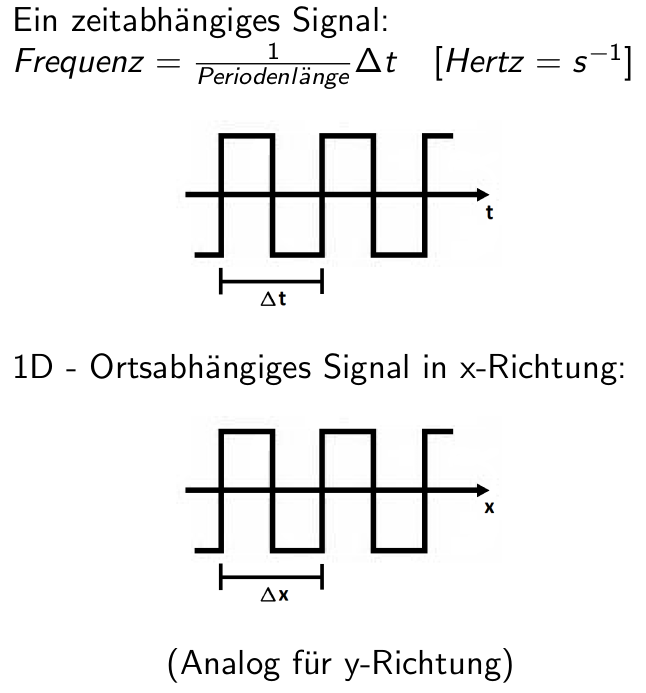 Ein zeitabhängiges Signal:
Frequenz = 1/Periodenlänge Δt [Hertz = s⁻¹]
t
Δt
1D - Ortsabhängiges Signal in x-Richtung:
x
Δx
(Analog für y-Richtung)